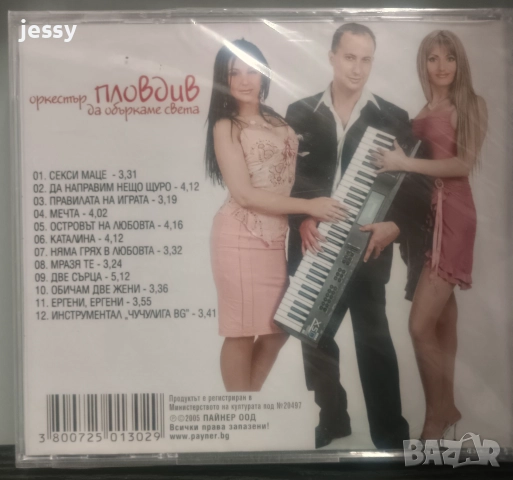 jessy
оркестър ПЛОВДИВ
да объркаме света
01. СЕКСИ МАЦЕ - 3,31
02. ДА НАПРАВИМ НЕЩО ЩУРО - 4,12
03. ПРАВИЛАТА НА ИГРАТА - 3,19
04. МЕЧТА - 4,02
05. ОСТРОВЪТ НА ЛЮБОВТА - 4,16
06. КАТАЛИНА - 4,12
07. НЯМА ГРЯХ В ЛЮБОВТА - 3,32
08. МРАЗЯ ТЕ - 3,24
09. ДВЕ СЪРЦА - 5,12
10. ОБИЧАМ ДВЕ ЖЕНИ - 3,36
11. ЕРГЕНИ, ЕРГЕНИ - 3,55
12. ИНСТРУМЕНТАЛ „ЧУЧУЛИГА BG" - 3,41
Продуктът е регистриран в
Министерството на културата под №20487
℗©2005 ПАЙНЕР ООД
Всички права запазени!
www.payner.bg
3 800725 013029
BAZAR